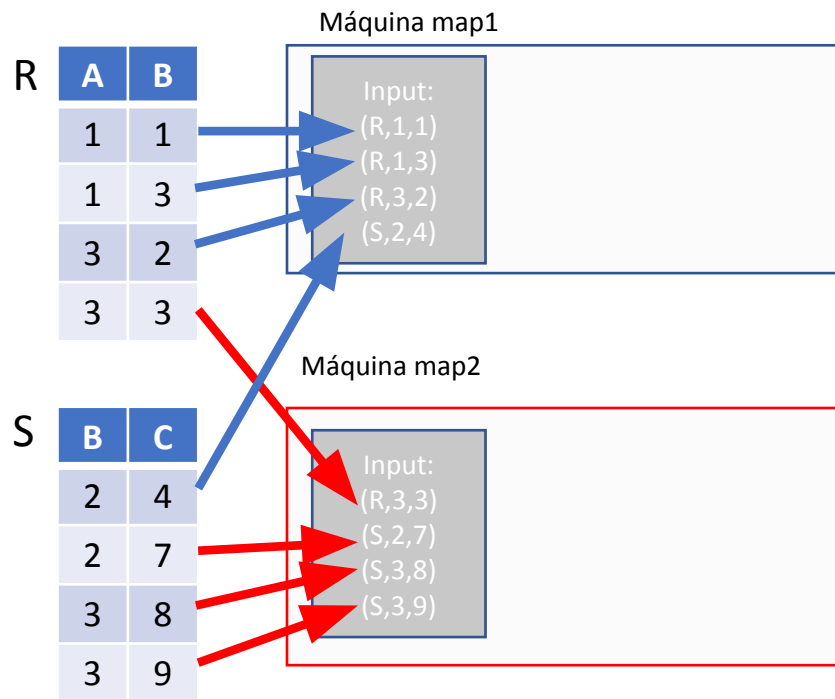 Máquina map1
R
A B
1 1
1 3
3 2
3 3
Input:
(R,1,1)
(R,1,3)
(R,3,2)
(S,2,4)
Máquina map2
S
B C
2 4
2 7
3 8
3 9
Input:
(R,3,3)
(S,2,7)
(S,3,8)
(S,3,9)